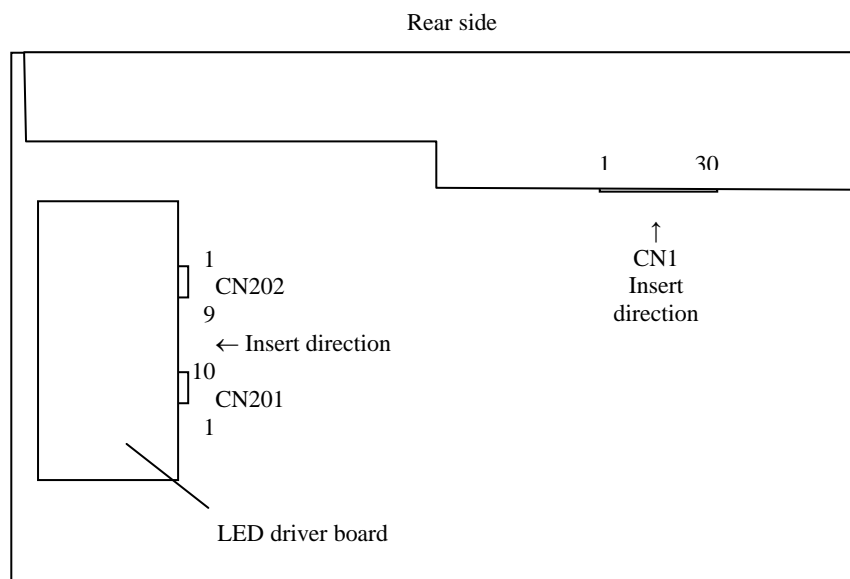 Rear side
1 30
↑
CN1
Insert
direction
1
CN202
9
← Insert direction
10
CN201
1
LED driver board